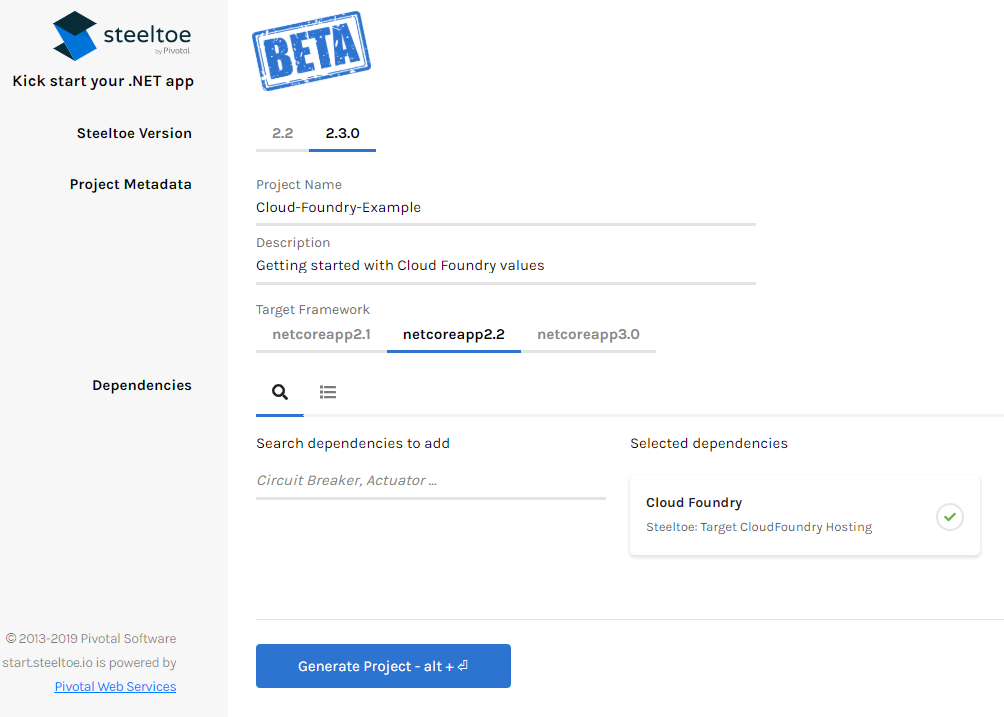 steeltoe
by Pivotal.
Kick start your .NET app
BETA
Steeltoe Version
2.2 2.3.0
Project Metadata
Project Name
Cloud-Foundry-Example
Description
Getting started with Cloud Foundry values
Target Framework
netcoreapp2.1 netcoreapp2.2 netcoreapp3.0
Dependencies
Search dependencies to add
Circuit Breaker, Actuator ...
Selected dependencies
Cloud Foundry
Steeltoe: Target CloudFoundry Hosting
© 2013-2019 Pivotal Software
start.steeltoe.io is powered by
Pivotal Web Services
Generate Project - alt + ⏎